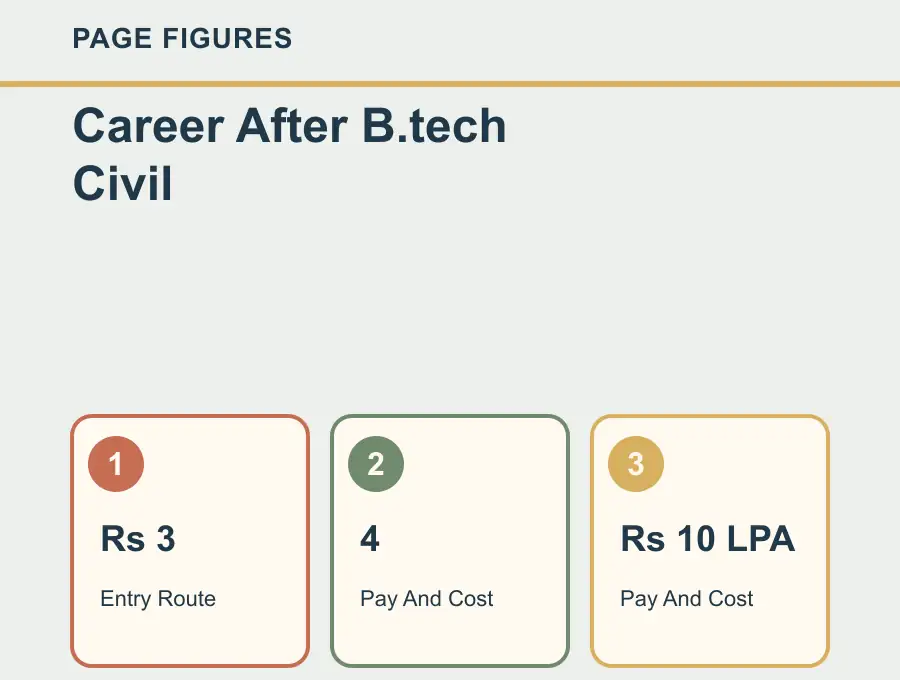 PAGE FIGURES
Career After B.tech
Civil
1
Rs 3
Entry Route
2
4
Pay And Cost
3
Rs 10 LPA
Pay And Cost